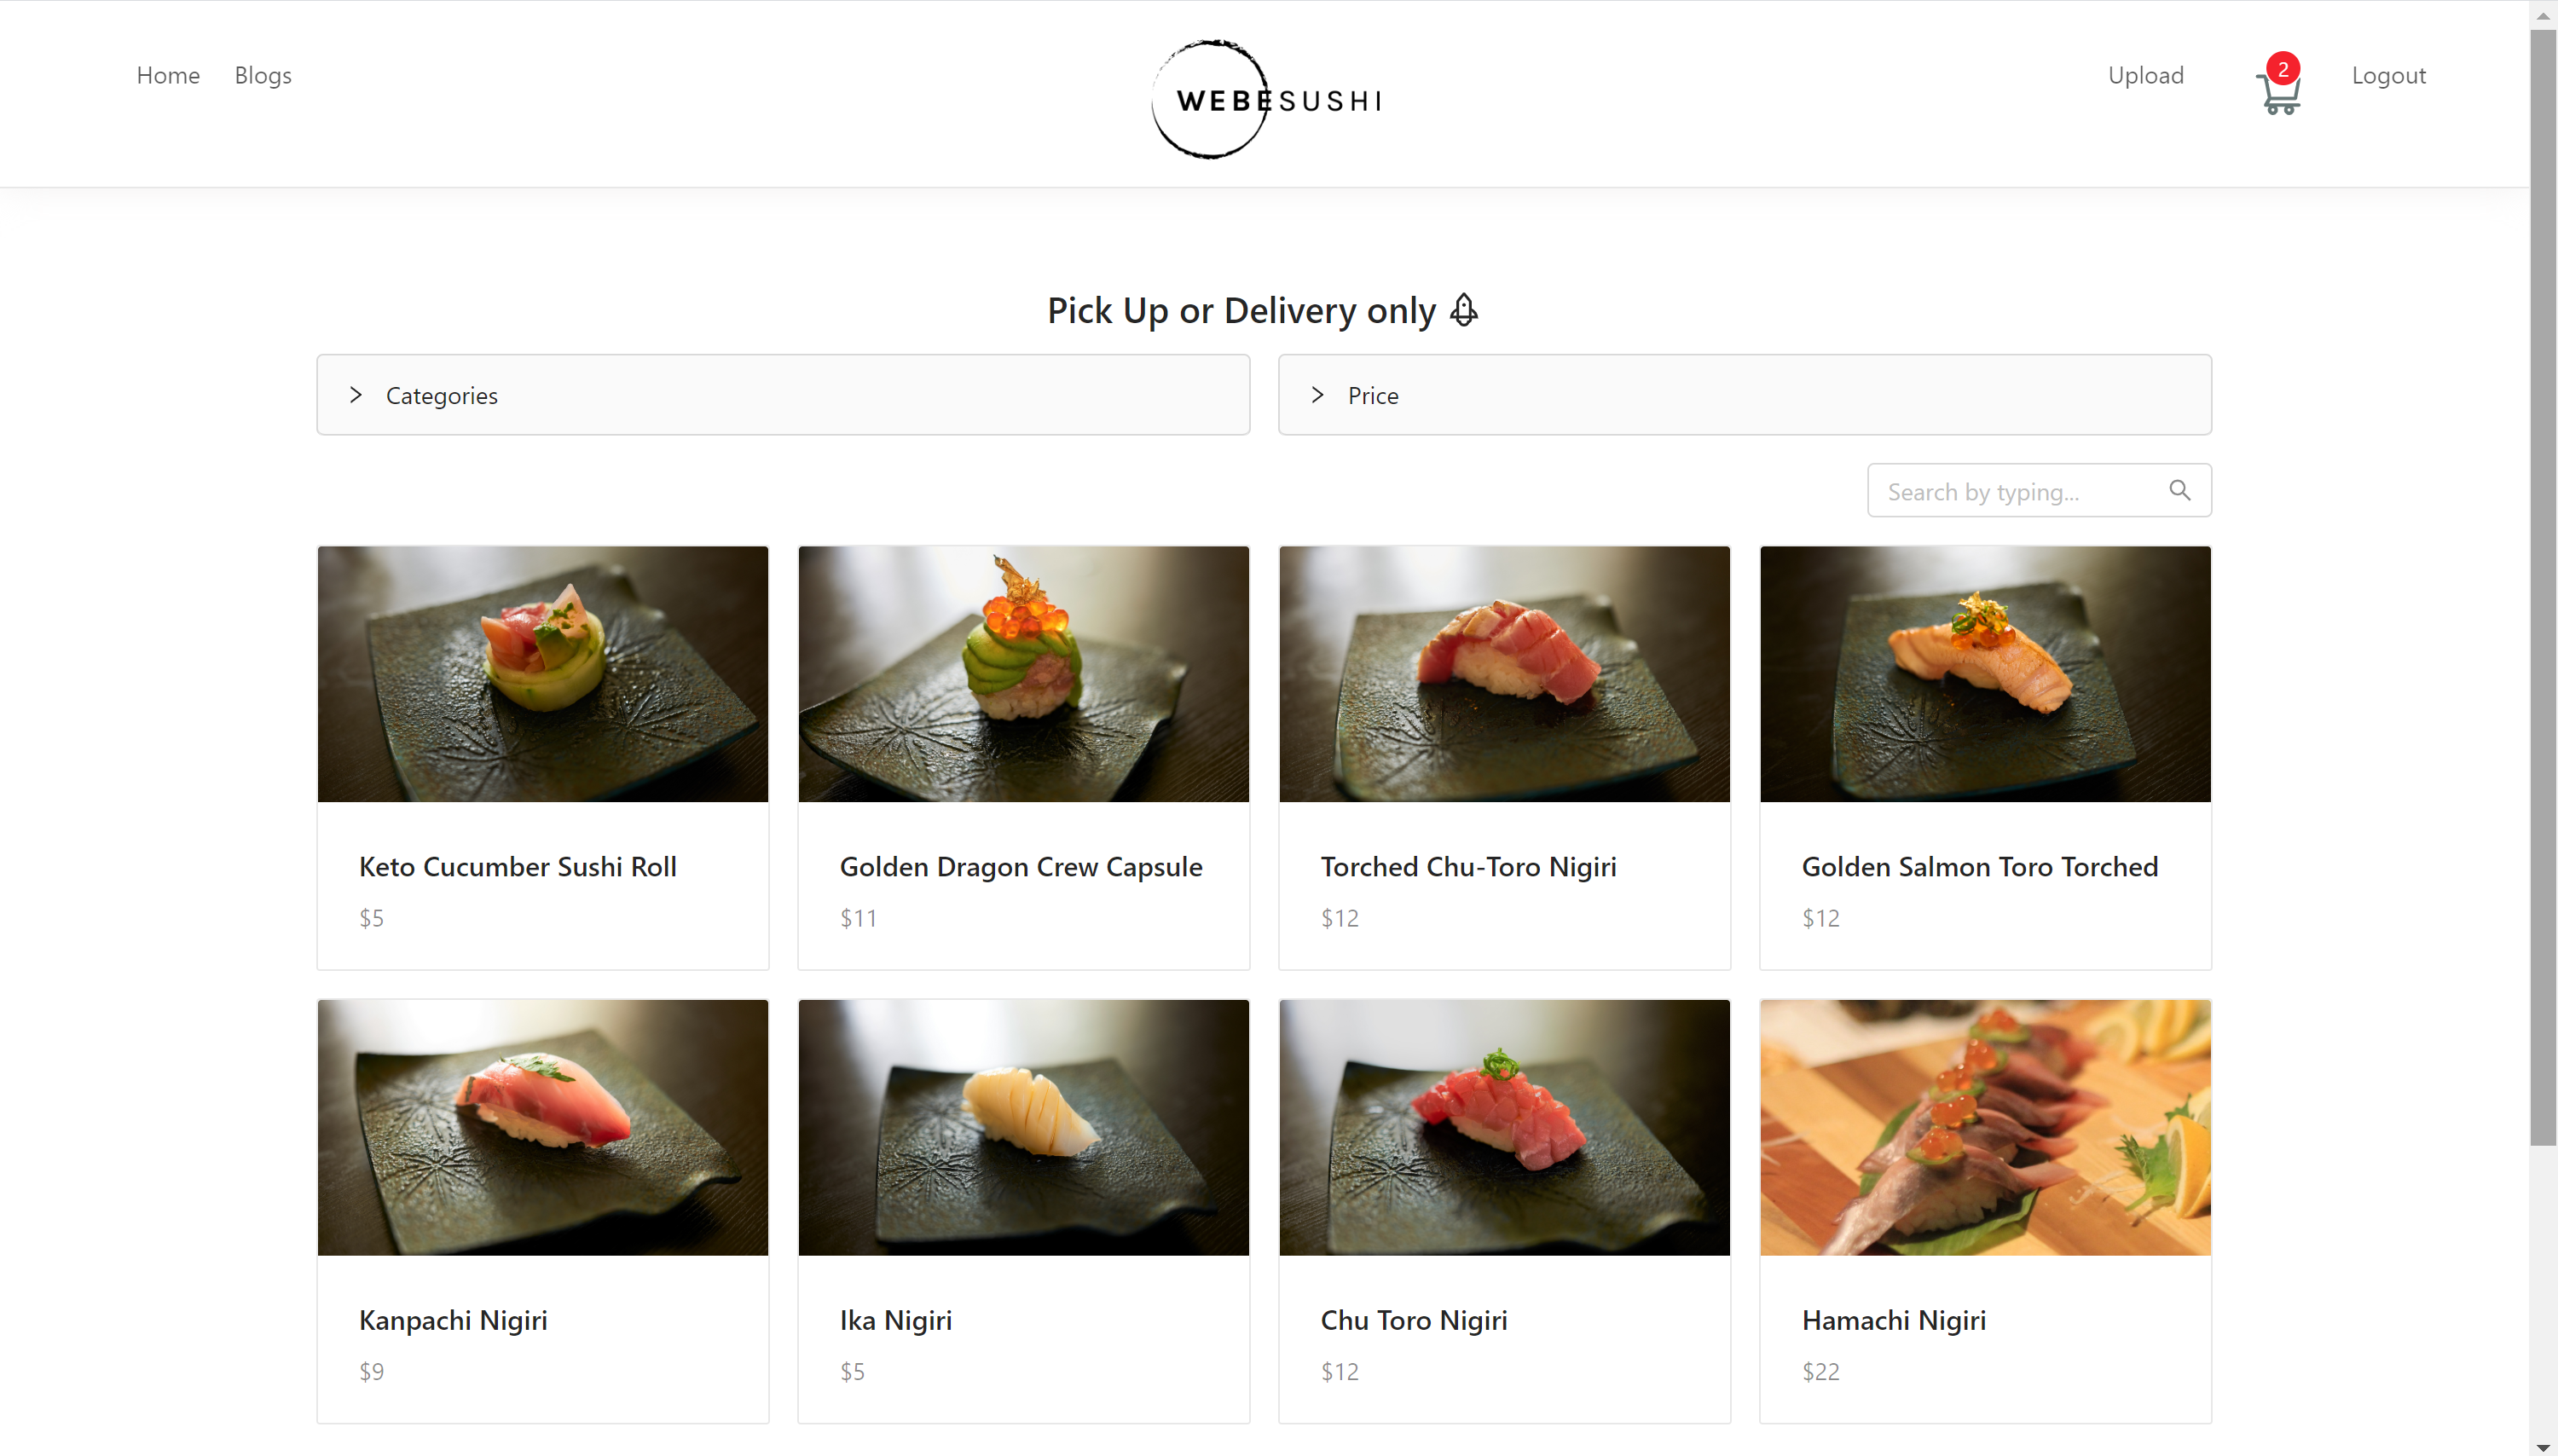 Home Blogs WEBESUSHI Upload 2 Logout
Pick Up or Delivery only
Categories Price
Search by typing...
Keto Cucumber Sushi Roll
$5
Golden Dragon Crew Capsule
$11
Torched Chu-Toro Nigiri
$12
Golden Salmon Toro Torched
$12
Kanpachi Nigiri
$9
Ika Nigiri
$5
Chu Toro Nigiri
$12
Hamachi Nigiri
$22